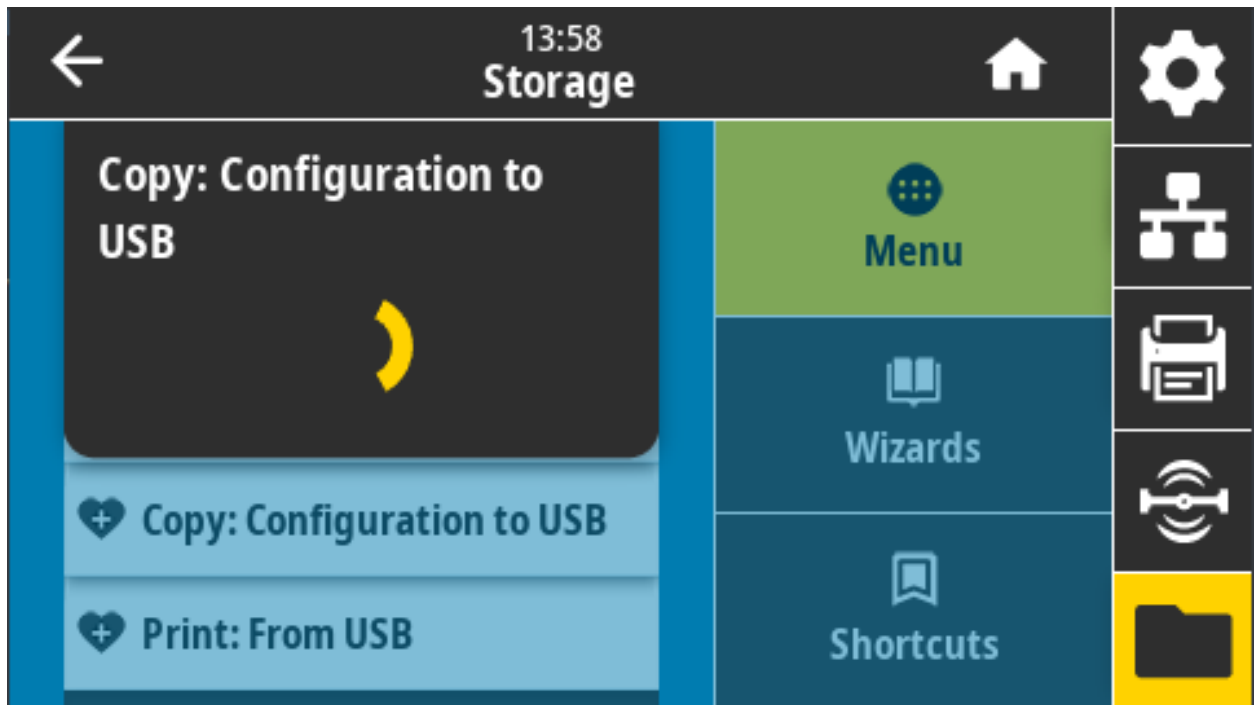 13:58
Storage
Copy: Configuration to
USB
Copy: Configuration to USB
Print: From USB
Menu
Wizards
Shortcuts